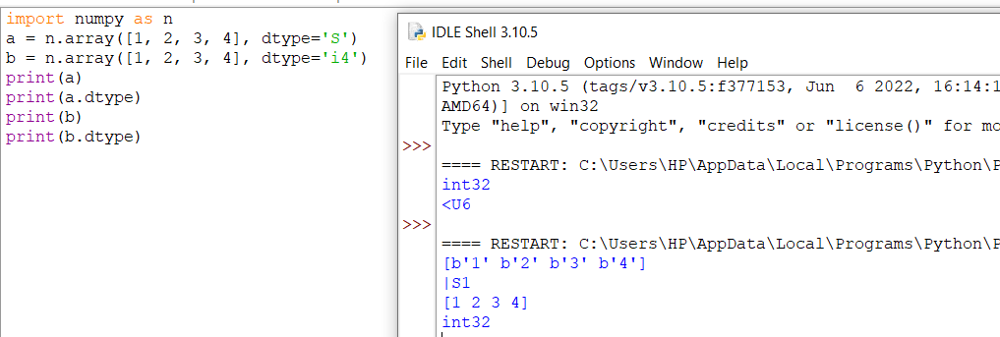 import numpy as n
a = n.array([1, 2, 3, 4], dtype='S')
b = n.array([1, 2, 3, 4], dtype='i4')
print(a)
print(a.dtype)
print(b)
print(b.dtype)
IDLE Shell 3.10.5
File Edit Shell Debug Options Window Help
Python 3.10.5 (tags/v3.10.5:f377153, Jun  6 2022, 16:14:1
AMD64)] on win32
Type "help", "copyright", "credits" or "license()" for mo
>>>
==== RESTART: C:\Users\HP\AppData\Local\Programs\Python\P
int32
<U6
>>>
==== RESTART: C:\Users\HP\AppData\Local\Programs\Python\P
[b'1' b'2' b'3' b'4']
|S1
[1 2 3 4]
int32